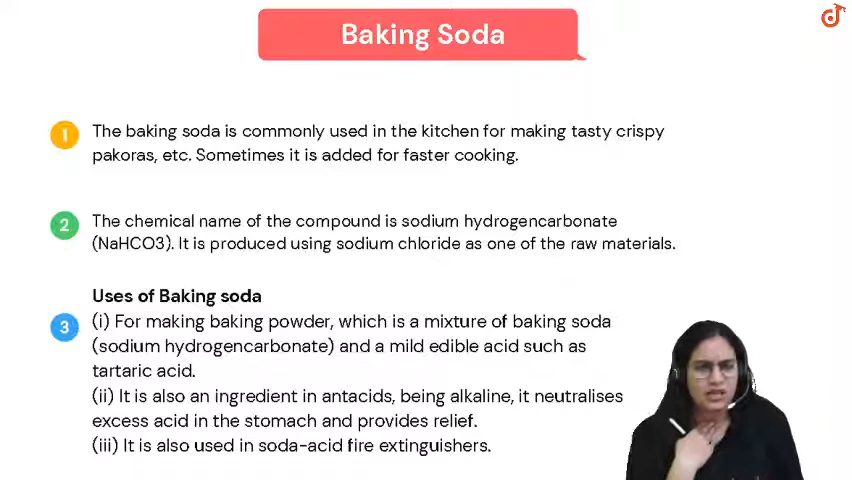 Baking Soda
1
The baking soda is commonly used in the kitchen for making tasty crispy
pakoras, etc. Sometimes it is added for faster cooking.
2
The chemical name of the compound is sodium hydrogencarbonate
(NaHCO3). It is produced using sodium chloride as one of the raw materials.
3
Uses of Baking soda
(i) For making baking powder, which is a mixture of baking soda
(sodium hydrogencarbonate) and a mild edible acid such as
tartaric acid.
(ii) It is also an ingredient in antacids, being alkaline, it neutralises
excess acid in the stomach and provides relief.
(iii) It is also used in soda-acid fire extinguishers.